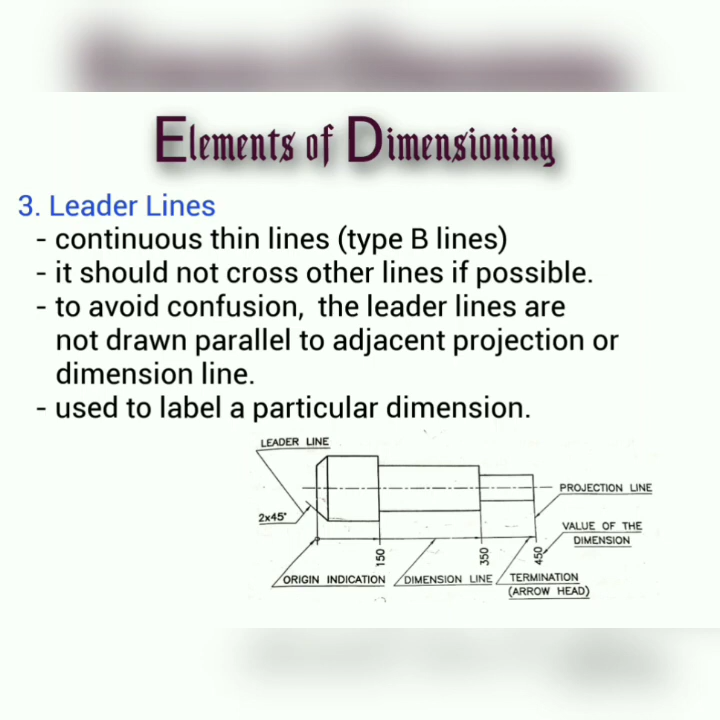 Elements of Dimensioning
3. Leader Lines
- continuous thin lines (type B lines)
- it should not cross other lines if possible.
- to avoid confusion, the leader lines are
not drawn parallel to adjacent projection or
dimension line.
- used to label a particular dimension.
LEADER LINE
PROJECTION LINE
2x45°
VALUE OF THE
DIMENSION
150
350
450
ORIGIN INDICATION
DIMENSION LINE
TERMINATION
(ARROW HEAD)